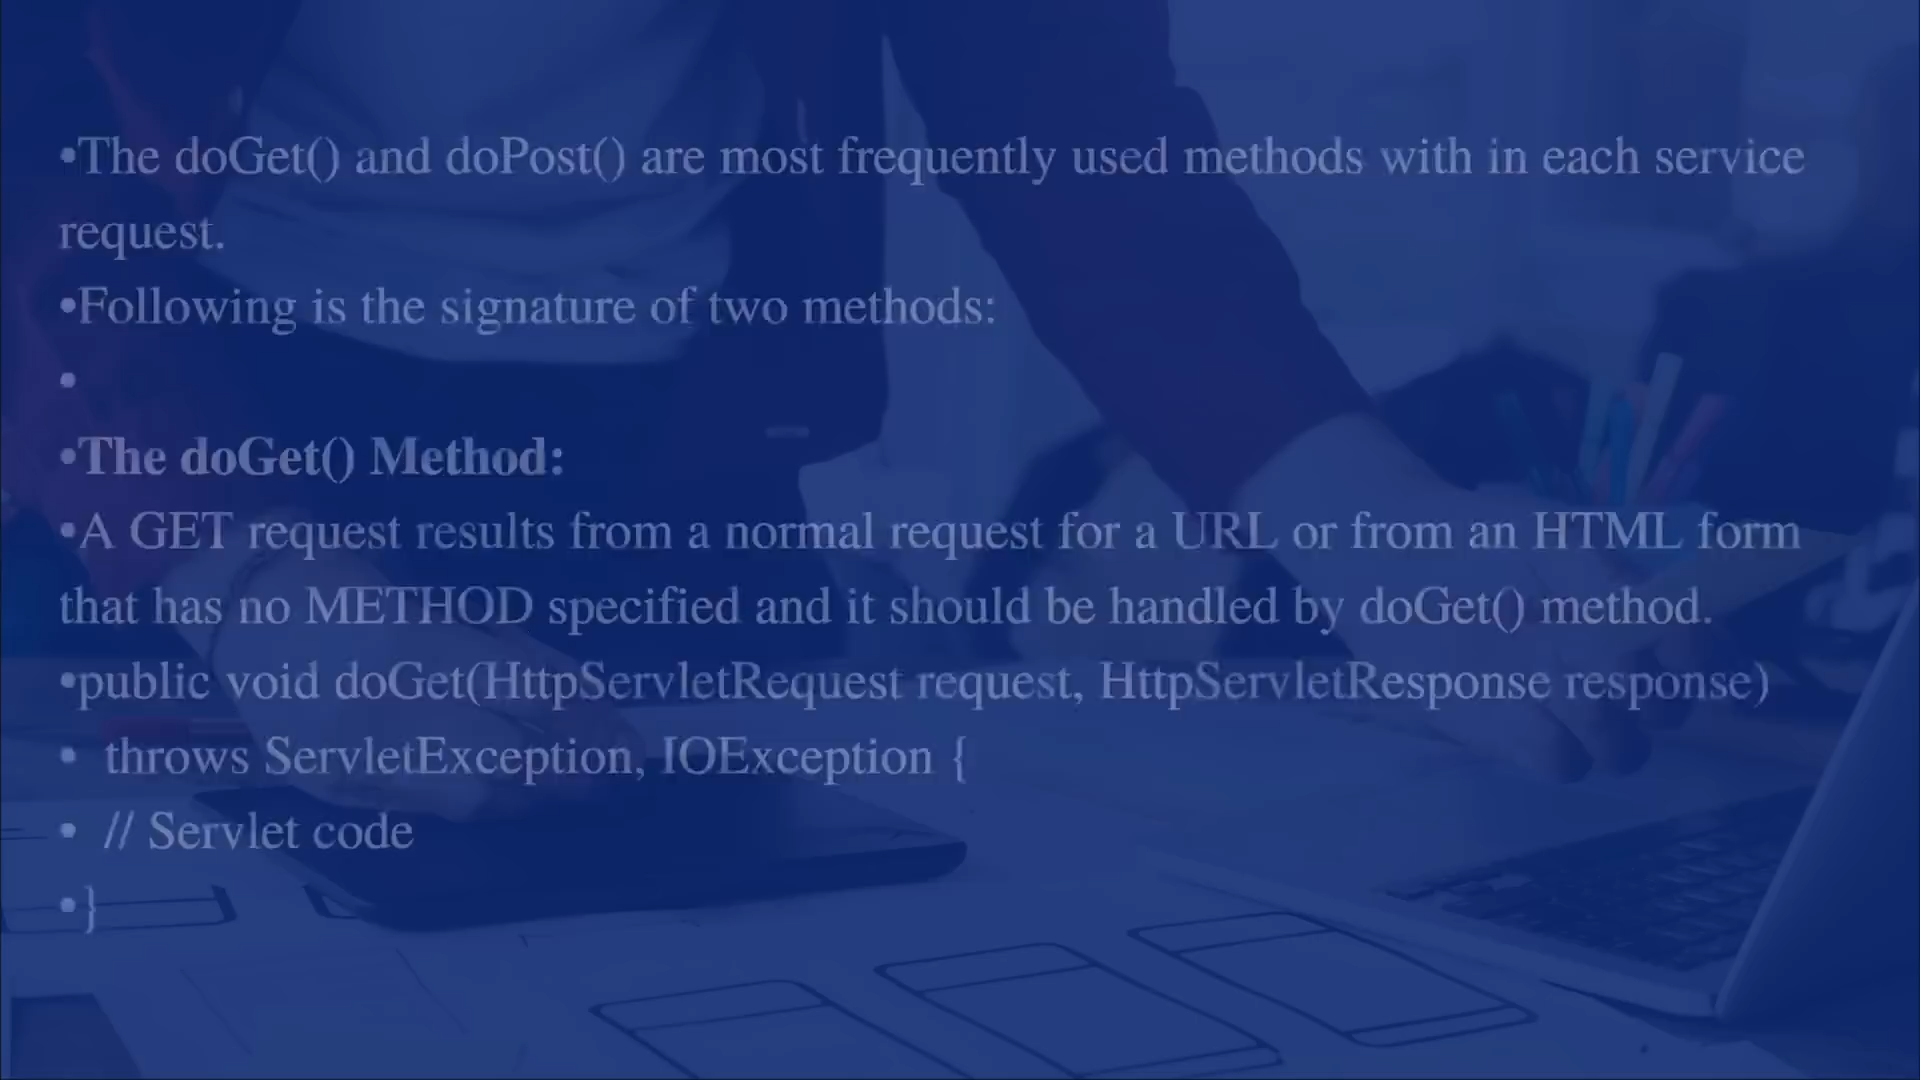 •The doGet() and doPost() are most frequently used methods with in each service
request.
•Following is the signature of two methods:
•
•The doGet() Method:
•A GET request results from a normal request for a URL or from an HTML form
that has no METHOD specified and it should be handled by doGet() method.
•public void doGet(HttpServletRequest request, HttpServletResponse response)
• throws ServletException, IOException {
• // Servlet code
•}